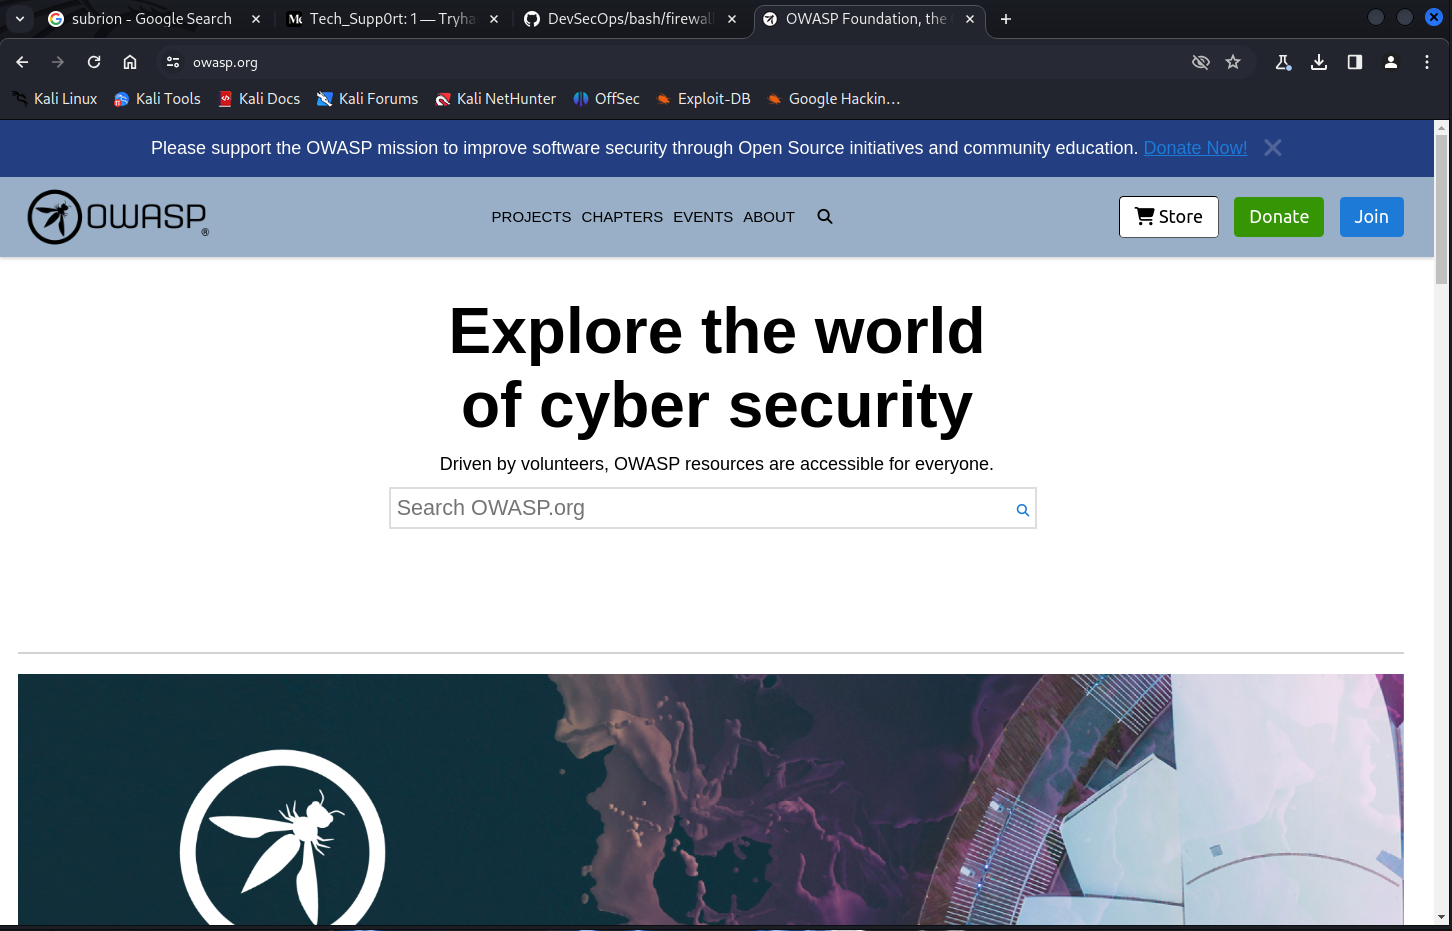 subrion - Google Search
Tech_Supp0rt: 1 — Tryha
DevSecOps/bash/firewall
OWASP Foundation, the
owasp.org
Kali Linux
Kali Tools
Kali Docs
Kali Forums
Kali NetHunter
OffSec
Exploit-DB
Google Hackin…
Please support the OWASP mission to improve software security through Open Source initiatives and community education. Donate Now!
OWASP®
PROJECTS CHAPTERS EVENTS ABOUT
Store
Donate
Join
Explore the world
of cyber security
Driven by volunteers, OWASP resources are accessible for everyone.
Search OWASP.org